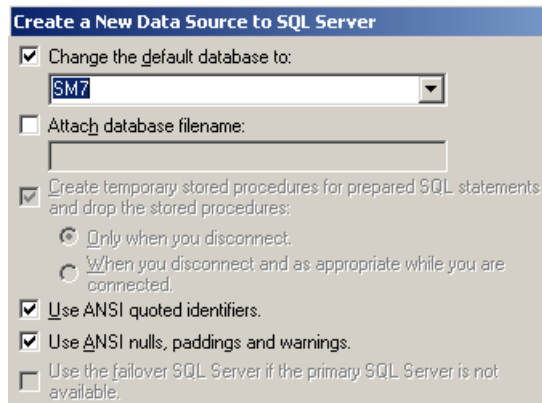 Create a New Data Source to SQL Server
Change the default database to:
SM7
Attach database filename:
Create temporary stored procedures for prepared SQL statements
and drop the stored procedures:
Only when you disconnect.
When you disconnect and as appropriate while you are
connected.
Use ANSI quoted identifiers.
Use ANSI nulls, paddings and warnings.
Use the failover SQL Server if the primary SQL Server is not
available.